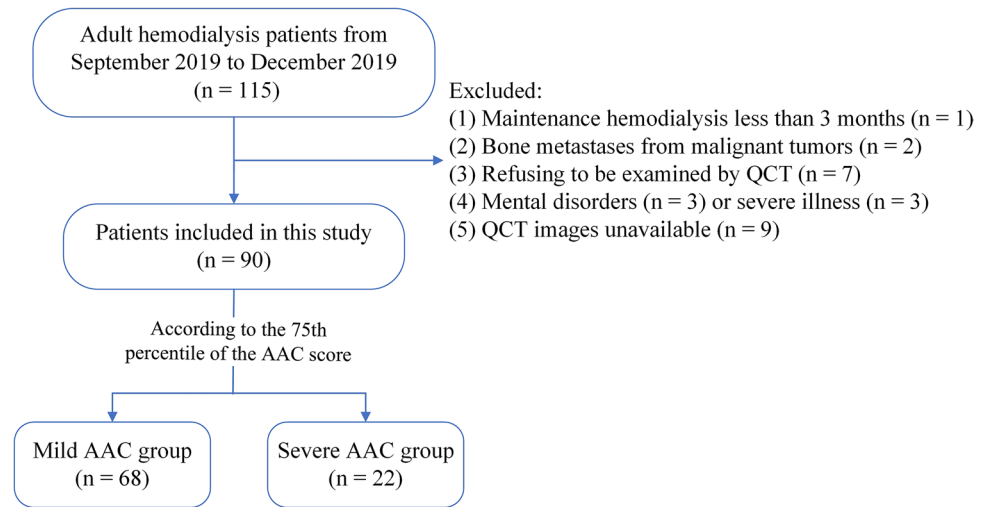 Adult hemodialysis patients from
September 2019 to December 2019
(n = 115)
Excluded:
(1) Maintenance hemodialysis less than 3 months (n = 1)
(2) Bone metastases from malignant tumors (n = 2)
(3) Refusing to be examined by QCT (n = 7)
(4) Mental disorders (n = 3) or severe illness (n = 3)
(5) QCT images unavailable (n = 9)
Patients included in this study
(n = 90)
According to the 75th
percentile of the AAC score
Mild AAC group
(n = 68)
Severe AAC group
(n = 22)